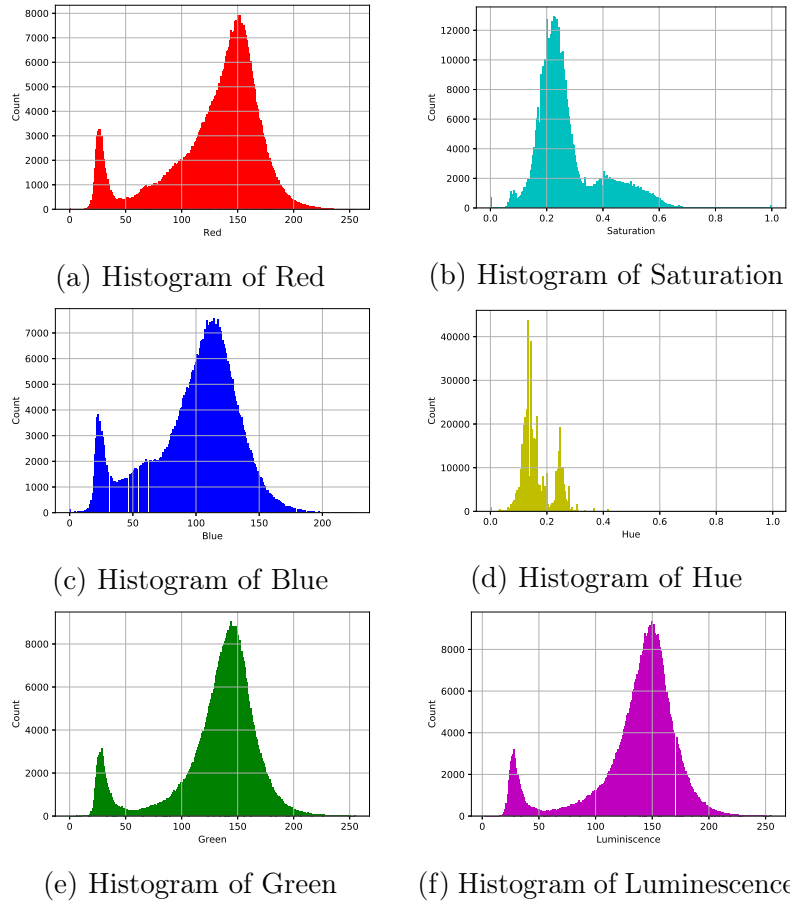 8000
7000
6000
5000
4000
3000
2000
1000
0
Count
0 50 100 150 200 250
Red
(a) Histogram of Red
12000
10000
8000
6000
4000
2000
0
Count
0.0 0.2 0.4 0.6 0.8 1.0
Saturation
(b) Histogram of Saturation
7000
6000
5000
4000
3000
2000
1000
0
Count
0 50 100 150 200
Blue
(c) Histogram of Blue
40000
30000
20000
10000
0
Count
0.0 0.2 0.4 0.6 0.8 1.0
Hue
(d) Histogram of Hue
8000
6000
4000
2000
0
Count
0 50 100 150 200 250
Green
(e) Histogram of Green
8000
6000
4000
2000
0
Count
0 50 100 150 200 250
Luminiscence
(f) Histogram of Luminescence